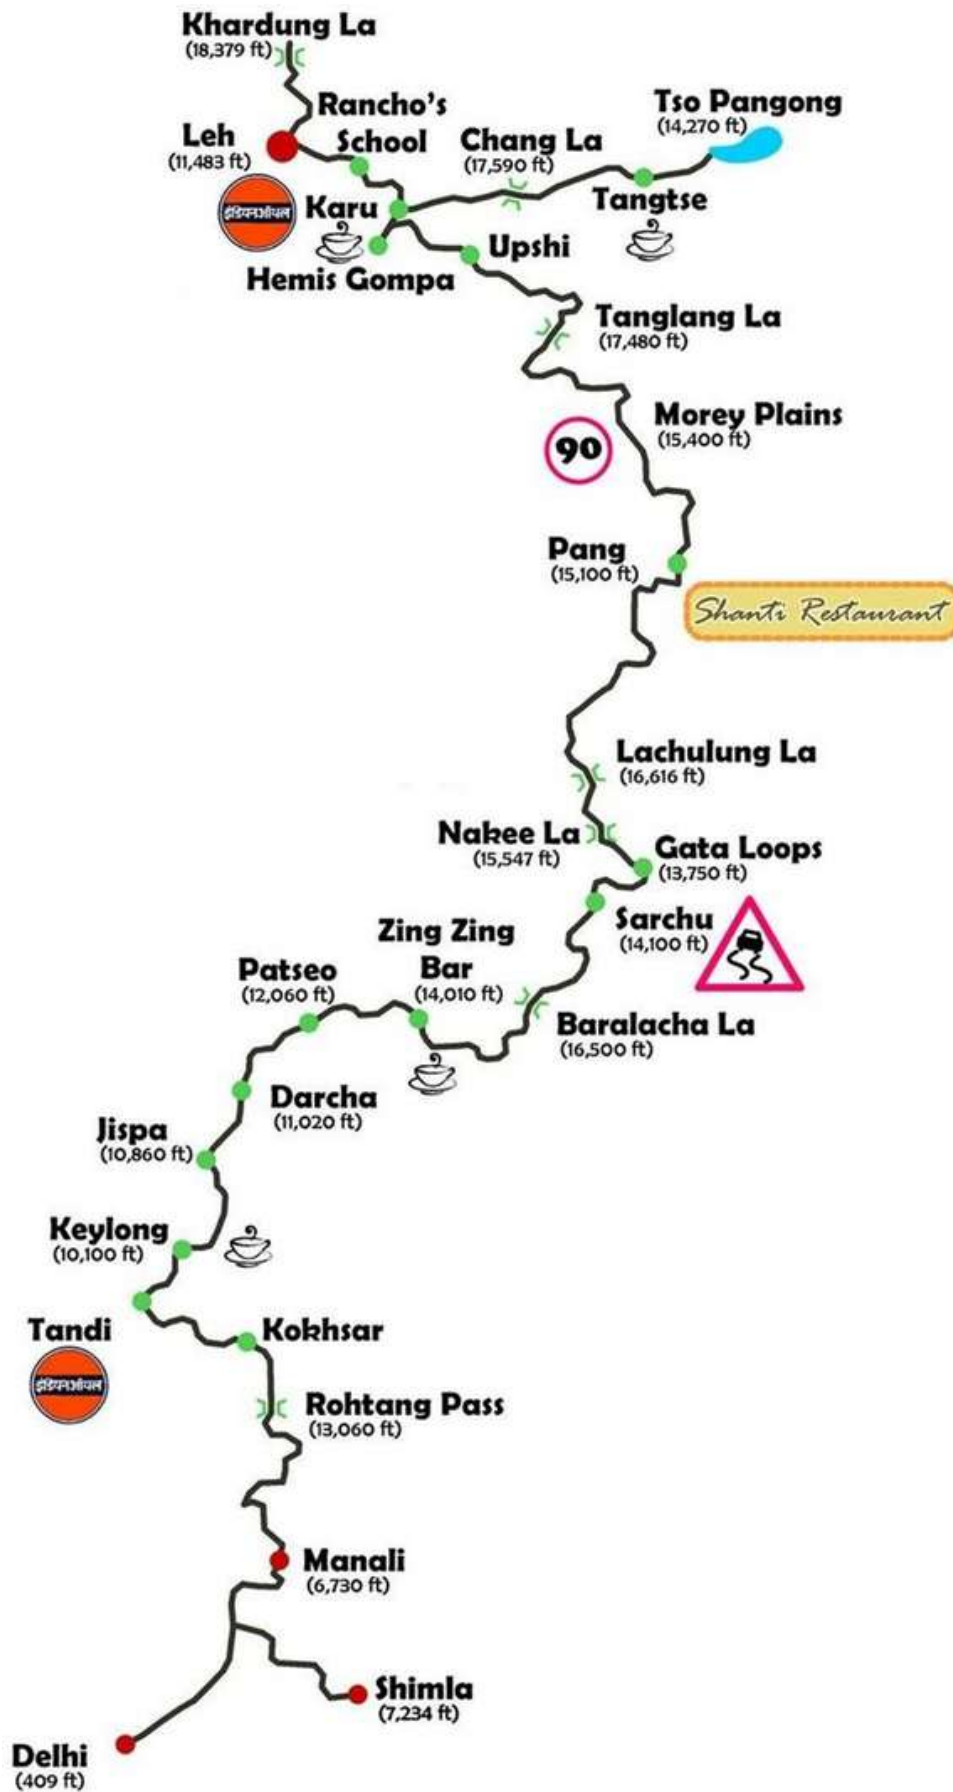 Khardung La
(18,379 ft)
Rancho's
School
Leh
(11,483 ft)
Tso Pangong
(14,270 ft)
Chang La
(17,590 ft)
Tangtse
इंडियनऑयल
Karu
Hemis Gompa
Upshi
Tanglang La
(17,480 ft)
Morey Plains
(15,400 ft)
90
Pang
(15,100 ft)
Shanti Restaurant
Lachulung La
(16,616 ft)
Nakee La
(15,547 ft)
Gata Loops
(13,750 ft)
Sarchu
(14,100 ft)
Zing Zing
Bar
(14,010 ft)
Patseo
(12,060 ft)
Baralacha La
(16,500 ft)
Darcha
(11,020 ft)
Jispa
(10,860 ft)
Keylong
(10,100 ft)
Tandi
इंडियनऑयल
Kokhsar
Rohtang Pass
(13,060 ft)
Manali
(6,730 ft)
Shimla
(7,234 ft)
Delhi
(409 ft)